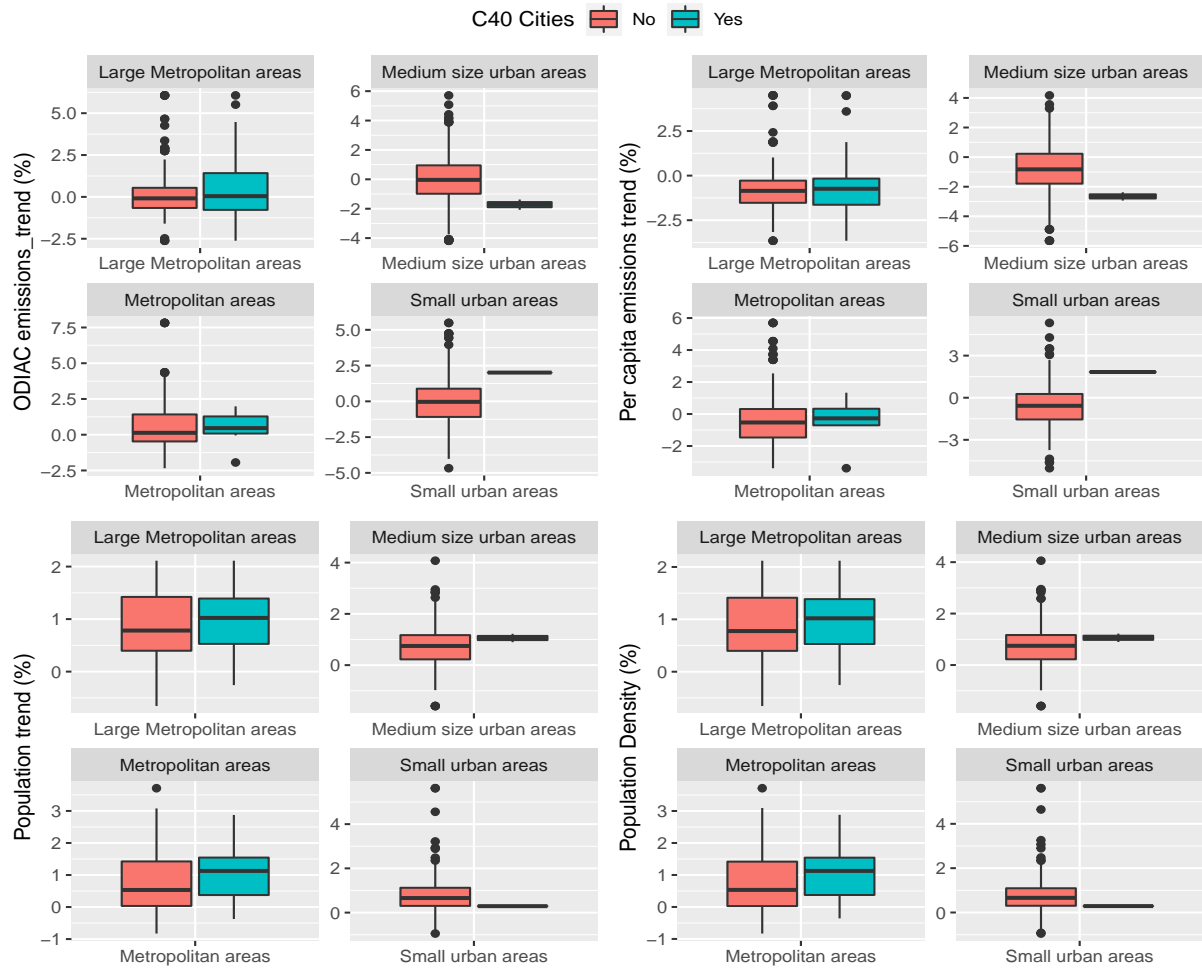 C40 Cities No Yes
ODIAC emissions_trend (%)
Large Metropolitan areas
5.0
2.5
0.0
−2.5
Large Metropolitan areas
Medium size urban areas
4
2
0
−2
−4
Medium size urban areas
Metropolitan areas
7.5
5.0
2.5
0.0
−2.5
Metropolitan areas
Small urban areas
5.0
2.5
0.0
−2.5
−5.0
Small urban areas
Per capita emissions trend (%)
Large Metropolitan areas
2.5
0.0
−2.5
Large Metropolitan areas
Medium size urban areas
4
2
0
−2
−4
−6
Medium size urban areas
Metropolitan areas
6
4
2
0
−2
Metropolitan areas
Small urban areas
3
0
−3
Small urban areas
Population trend (%)
Large Metropolitan areas
2
1
0
Large Metropolitan areas
Medium size urban areas
4
2
0
Medium size urban areas
Metropolitan areas
3
2
1
0
−1
Metropolitan areas
Small urban areas
4
2
0
Small urban areas
Population Density (%)
Large Metropolitan areas
2
1
0
Large Metropolitan areas
Medium size urban areas
4
2
0
Medium size urban areas
Metropolitan areas
3
2
1
0
−1
Metropolitan areas
Small urban areas
4
2
0
Small urban areas